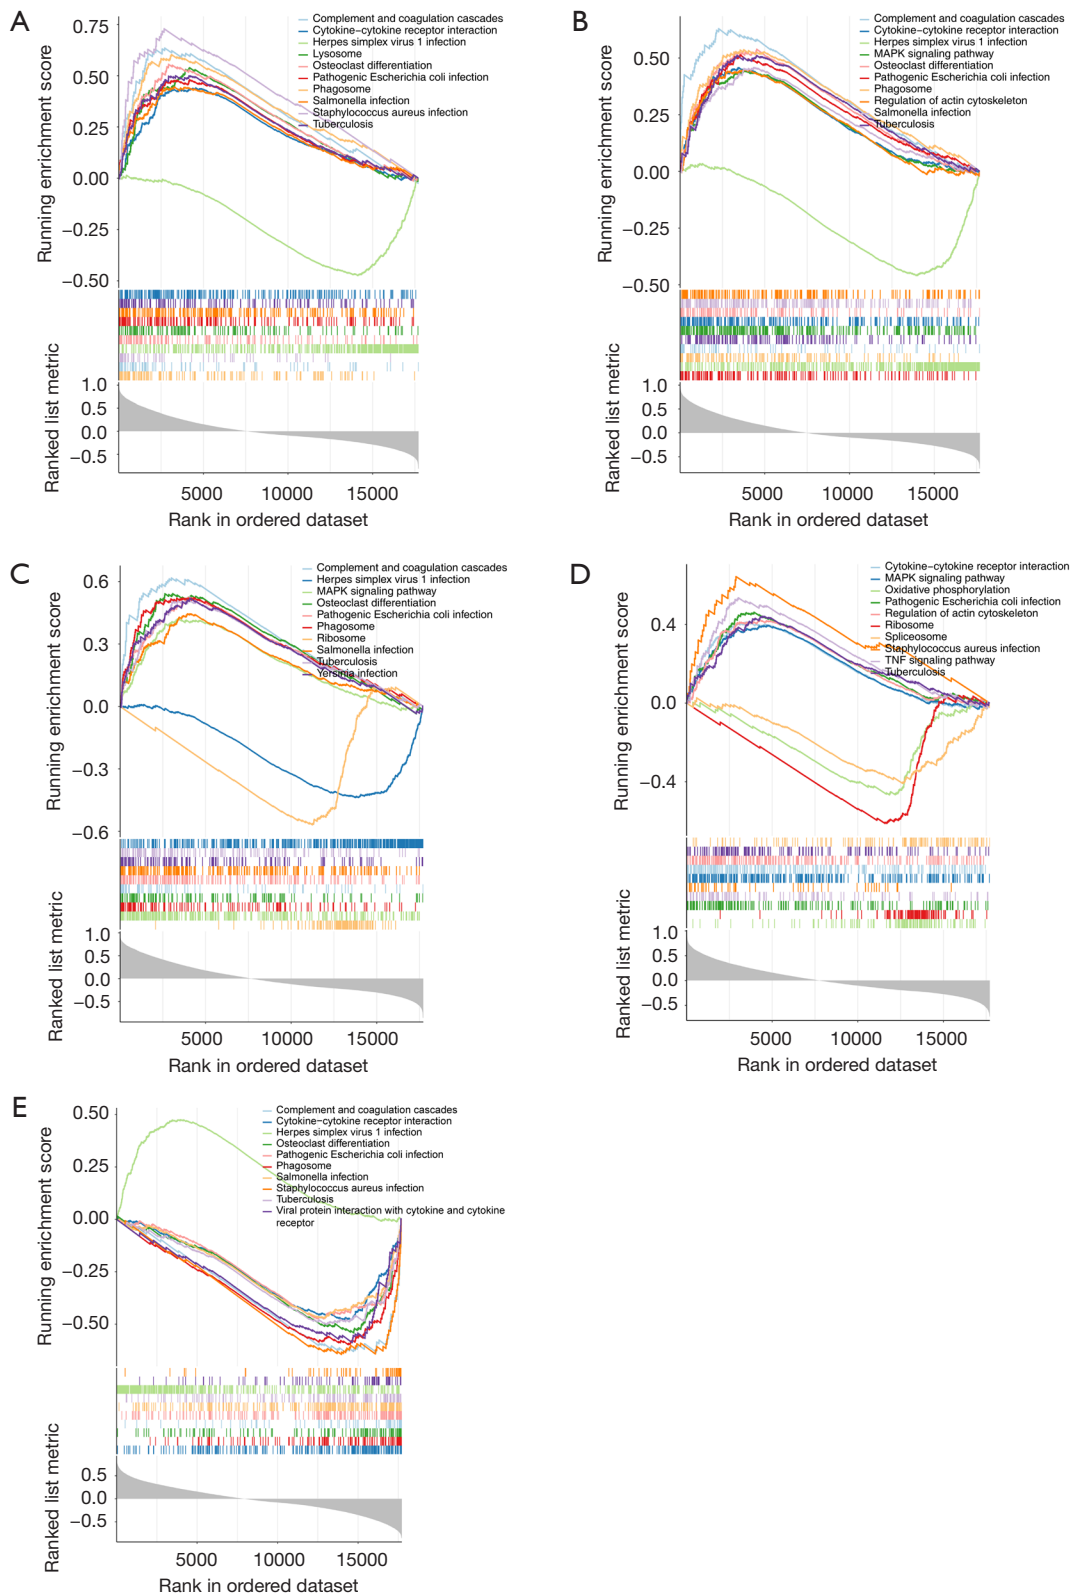 A
Running enrichment score
0.75
0.50
0.25
0.00
−0.25
−0.50
Complement and coagulation cascades
Cytokine−cytokine receptor interaction
Herpes simplex virus 1 infection
Lysosome
Osteoclast differentiation
Pathogenic Escherichia coli infection
Phagosome
Salmonella infection
Staphylococcus aureus infection
Tuberculosis
Ranked list metric
1.0
0.5
0.0
−0.5
5000 10000 15000
Rank in ordered dataset
B
Running enrichment score
0.50
0.25
0.00
−0.25
−0.50
Complement and coagulation cascades
Cytokine−cytokine receptor interaction
Herpes simplex virus 1 infection
MAPK signaling pathway
Osteoclast differentiation
Pathogenic Escherichia coli infection
Phagosome
Regulation of actin cytoskeleton
Salmonella infection
Tuberculosis
Ranked list metric
1.0
0.5
0.0
−0.5
5000 10000 15000
Rank in ordered dataset
C
Running enrichment score
0.6
0.3
0.0
−0.3
−0.6
Complement and coagulation cascades
Herpes simplex virus 1 infection
MAPK signaling pathway
Osteoclast differentiation
Pathogenic Escherichia coli infection
Phagosome
Ribosome
Salmonella infection
Tuberculosis
Yersinia infection
Ranked list metric
1.0
0.5
0.0
−0.5
5000 10000 15000
Rank in ordered dataset
D
Running enrichment score
0.4
0.0
−0.4
Cytokine−cytokine receptor interaction
MAPK signaling pathway
Oxidative phosphorylation
Pathogenic Escherichia coli infection
Regulation of actin cytoskeleton
Ribosome
Spliceosome
Staphylococcus aureus infection
TNF signaling pathway
Tuberculosis
Ranked list metric
1.0
0.5
0.0
−0.5
5000 10000 15000
Rank in ordered dataset
E
Running enrichment score
0.50
0.25
0.00
−0.25
−0.50
Complement and coagulation cascades
Cytokine−cytokine receptor interaction
Herpes simplex virus 1 infection
Osteoclast differentiation
Pathogenic Escherichia coli infection
Phagosome
Salmonella infection
Staphylococcus aureus infection
Tuberculosis
Viral protein interaction with cytokine and cytokine
receptor
Ranked list metric
0.5
0.0
−0.5
5000 10000 15000
Rank in ordered dataset